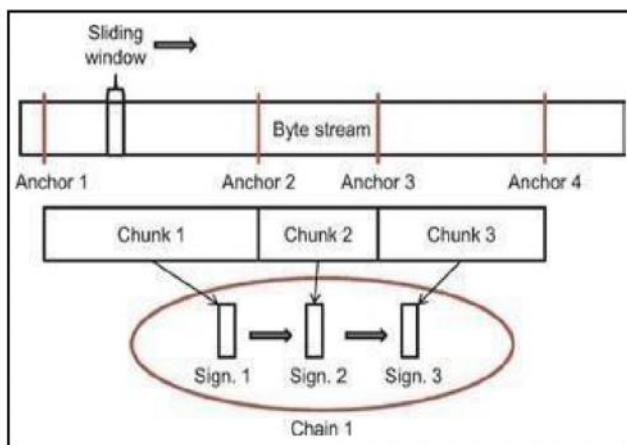 Sliding
window
Byte stream
Anchor 1 Anchor 2 Anchor 3 Anchor 4
Chunk 1 Chunk 2 Chunk 3
Sign. 1 Sign. 2 Sign. 3
Chain 1